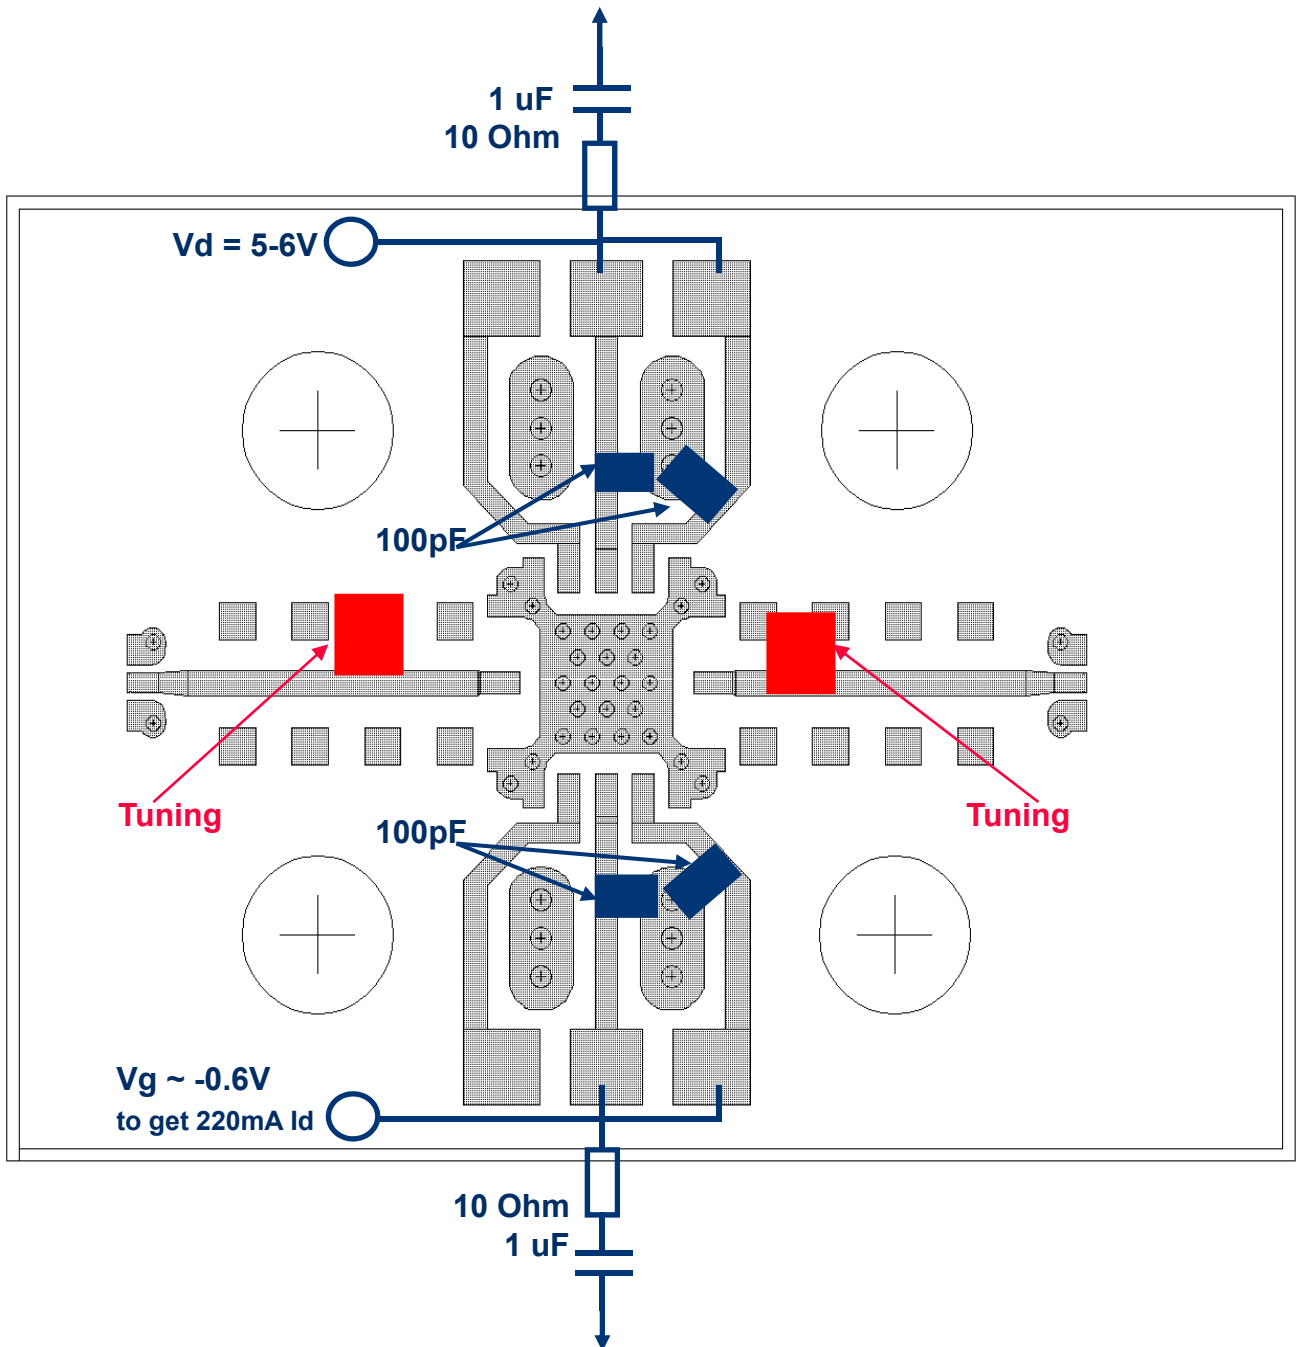 1 uF
10 Ohm
Vd = 5-6V
100pF
Tuning
Tuning
100pF
Vg ~ -0.6V
to get 220mA Id
10 Ohm
1 uF